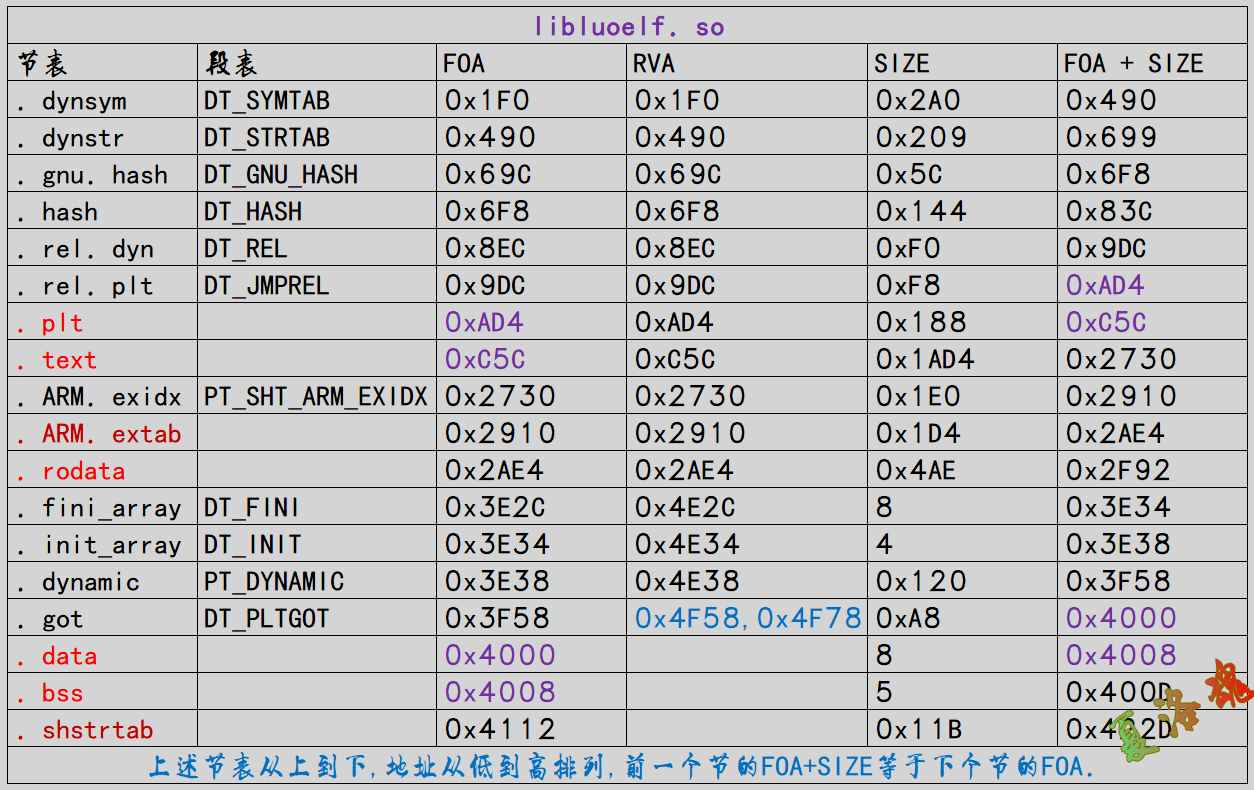 libluoelf. so
节表 段表 FOA RVA SIZE FOA + SIZE
. dynsym DT_SYMTAB 0x1F0 0x1F0 0x2A0 0x490
. dynstr DT_STRTAB 0x490 0x490 0x209 0x699
. gnu. hash DT_GNU_HASH 0x69C 0x69C 0x5C 0x6F8
. hash DT_HASH 0x6F8 0x6F8 0x144 0x83C
. rel. dyn DT_REL 0x8EC 0x8EC 0xF0 0x9DC
. rel. plt DT_JMPREL 0x9DC 0x9DC 0xF8 0xAD4
. plt 0xAD4 0xAD4 0x188 0xC5C
. text 0xC5C 0xC5C 0x1AD4 0x2730
. ARM. exidx PT_SHT_ARM_EXIDX 0x2730 0x2730 0x1E0 0x2910
. ARM. extab 0x2910 0x2910 0x1D4 0x2AE4
. rodata 0x2AE4 0x2AE4 0x4AE 0x2F92
. fini_array DT_FINI 0x3E2C 0x4E2C 8 0x3E34
. init_array DT_INIT 0x3E34 0x4E34 4 0x3E38
. dynamic PT_DYNAMIC 0x3E38 0x4E38 0x120 0x3F58
. got DT_PLTGOT 0x3F58 0x4F58,0x4F78 0xA8 0x4000
. data 0x4000 8 0x4008
. bss 0x4008 5 0x400D
. shstrtab 0x4112 0x11B 0x402D
上述节表从上到下,地址从低到高排到,前一个节的FOA+SIZE等于下个节的FOA.